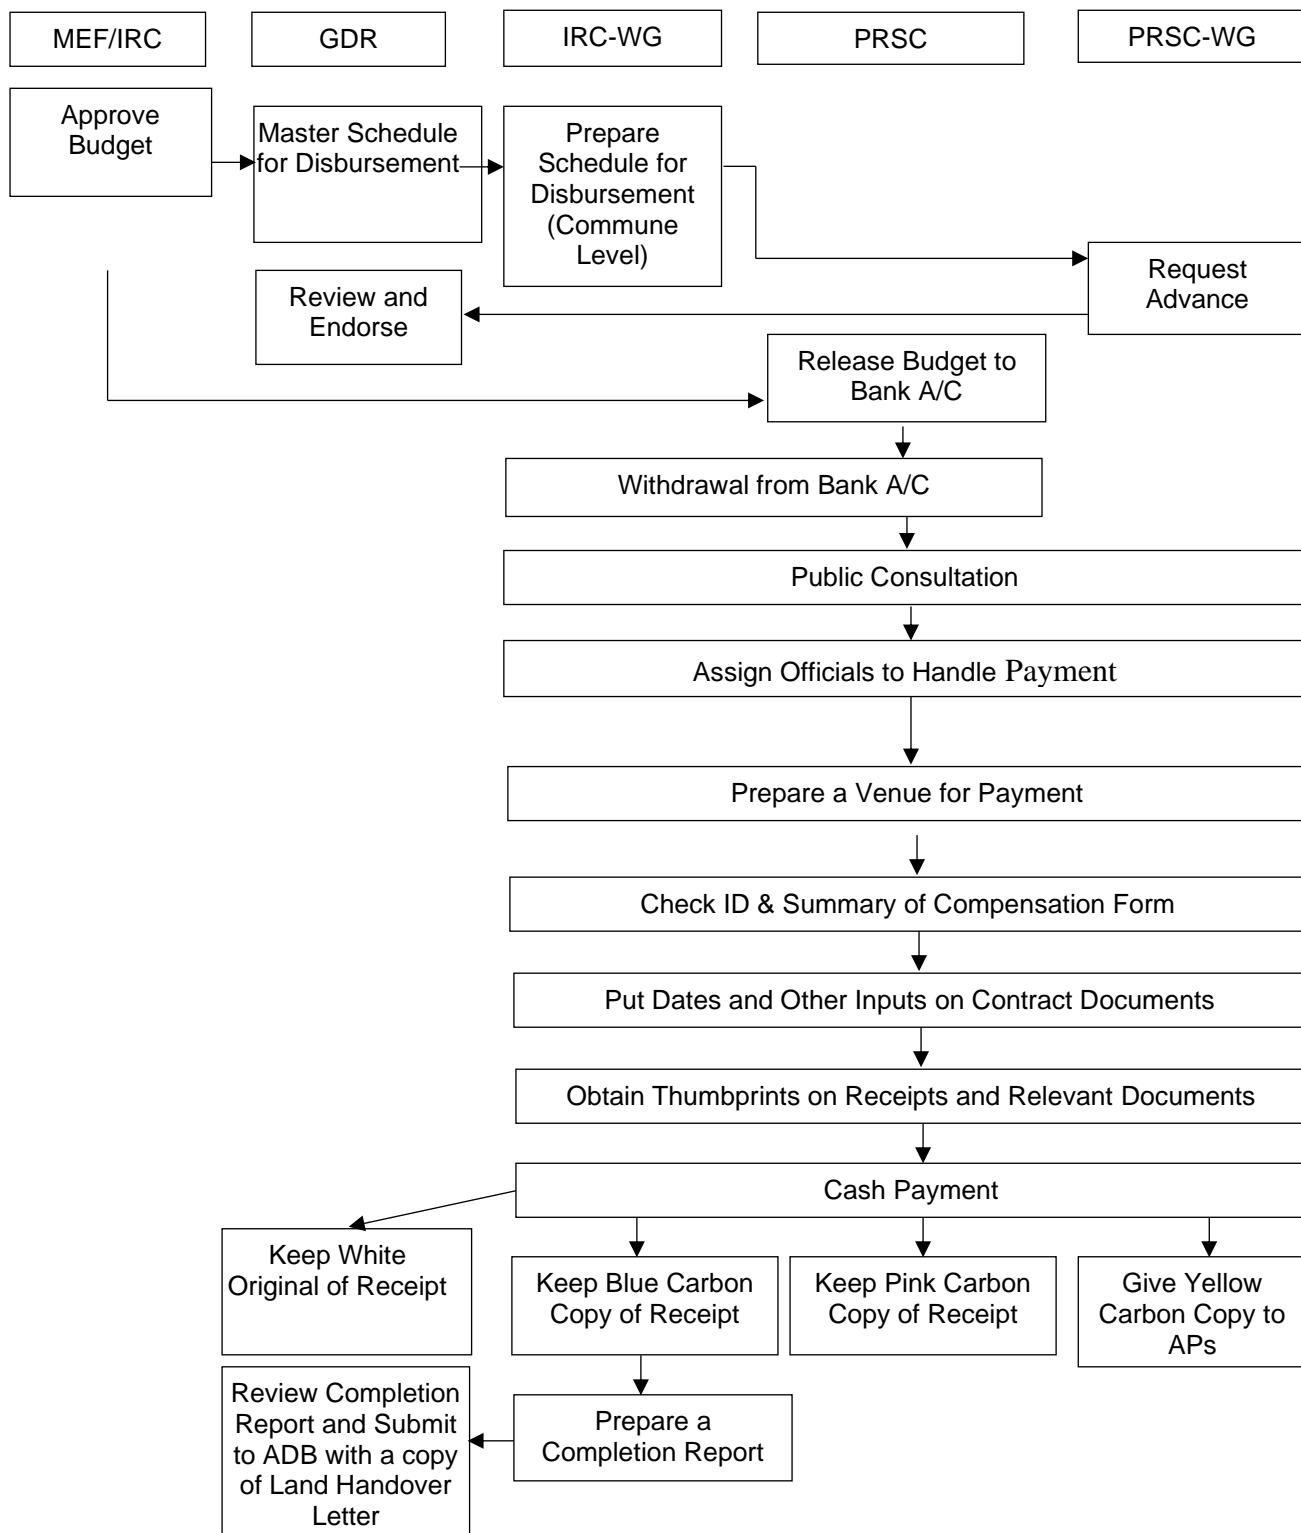 MEF/IRC
GDR
IRC-WG
PRSC
PRSC-WG
Approve
Budget
Master Schedule
for Disbursement
Prepare
Schedule for
Disbursement
(Commune
Level)
Request
Advance
Review and
Endorse
Release Budget to
Bank A/C
Withdrawal from Bank A/C
Public Consultation
Assign Officials to Handle Payment
Prepare a Venue for Payment
Check ID & Summary of Compensation Form
Put Dates and Other Inputs on Contract Documents
Obtain Thumbprints on Receipts and Relevant Documents
Cash Payment
Keep White
Original of Receipt
Keep Blue Carbon
Copy of Receipt
Keep Pink Carbon
Copy of Receipt
Give Yellow
Carbon Copy to
APs
Review Completion
Report and Submit
to ADB with a copy
of Land Handover
Letter
Prepare a
Completion Report